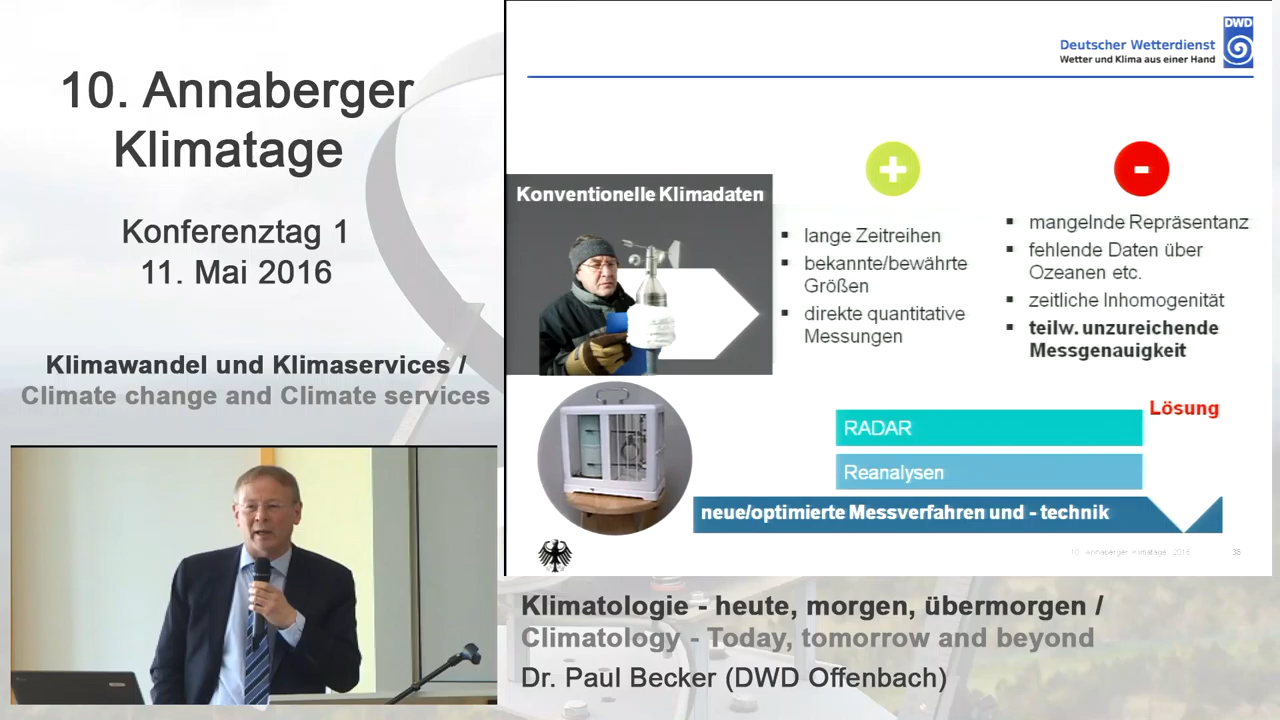 10. Annaberger
Klimatage
Konferenztag 1
11. Mai 2016
Klimawandel und Klimaservices /
Climate change and Climate services
DWD
Deutscher Wetterdienst
Wetter und Klima aus einer Hand
+
-
Konventionelle Klimadaten
▪ lange Zeitreihen
▪ bekannte/bewährte
Größen
▪ direkte quantitative
Messungen
▪ mangelnde Repräsentanz
▪ fehlende Daten über
Ozeanen etc.
▪ zeitliche Inhomogenität
▪ teilw. unzureichende
Messgenauigkeit
Lösung
RADAR
Reanalysen
neue/optimierte Messverfahren und - technik
10. Annaberger Klimatage 2016
38
Klimatologie - heute, morgen, übermorgen /
Climatology - Today, tomorrow and beyond
Dr. Paul Becker (DWD Offenbach)